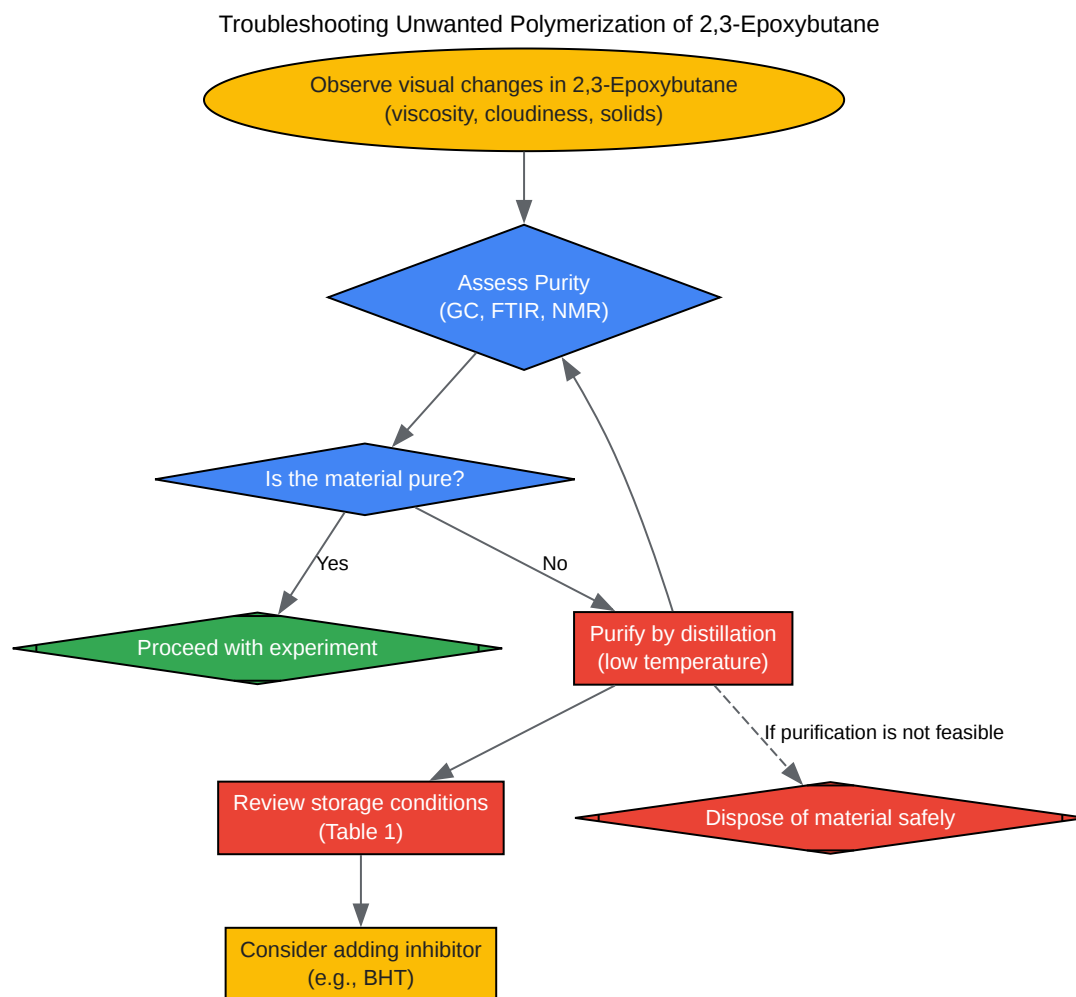 Troubleshooting Unwanted Polymerization of 2,3-Epoxybutane
Observe visual changes in 2,3-Epoxybutane
(viscosity, cloudiness, solids)
Assess Purity
(GC, FTIR, NMR)
Is the material pure?
Yes
No
Proceed with experiment
Purify by distillation
(low temperature)
If purification is not feasible
Review storage conditions
(Table 1)
Dispose of material safely
Consider adding inhibitor
(e.g., BHT)